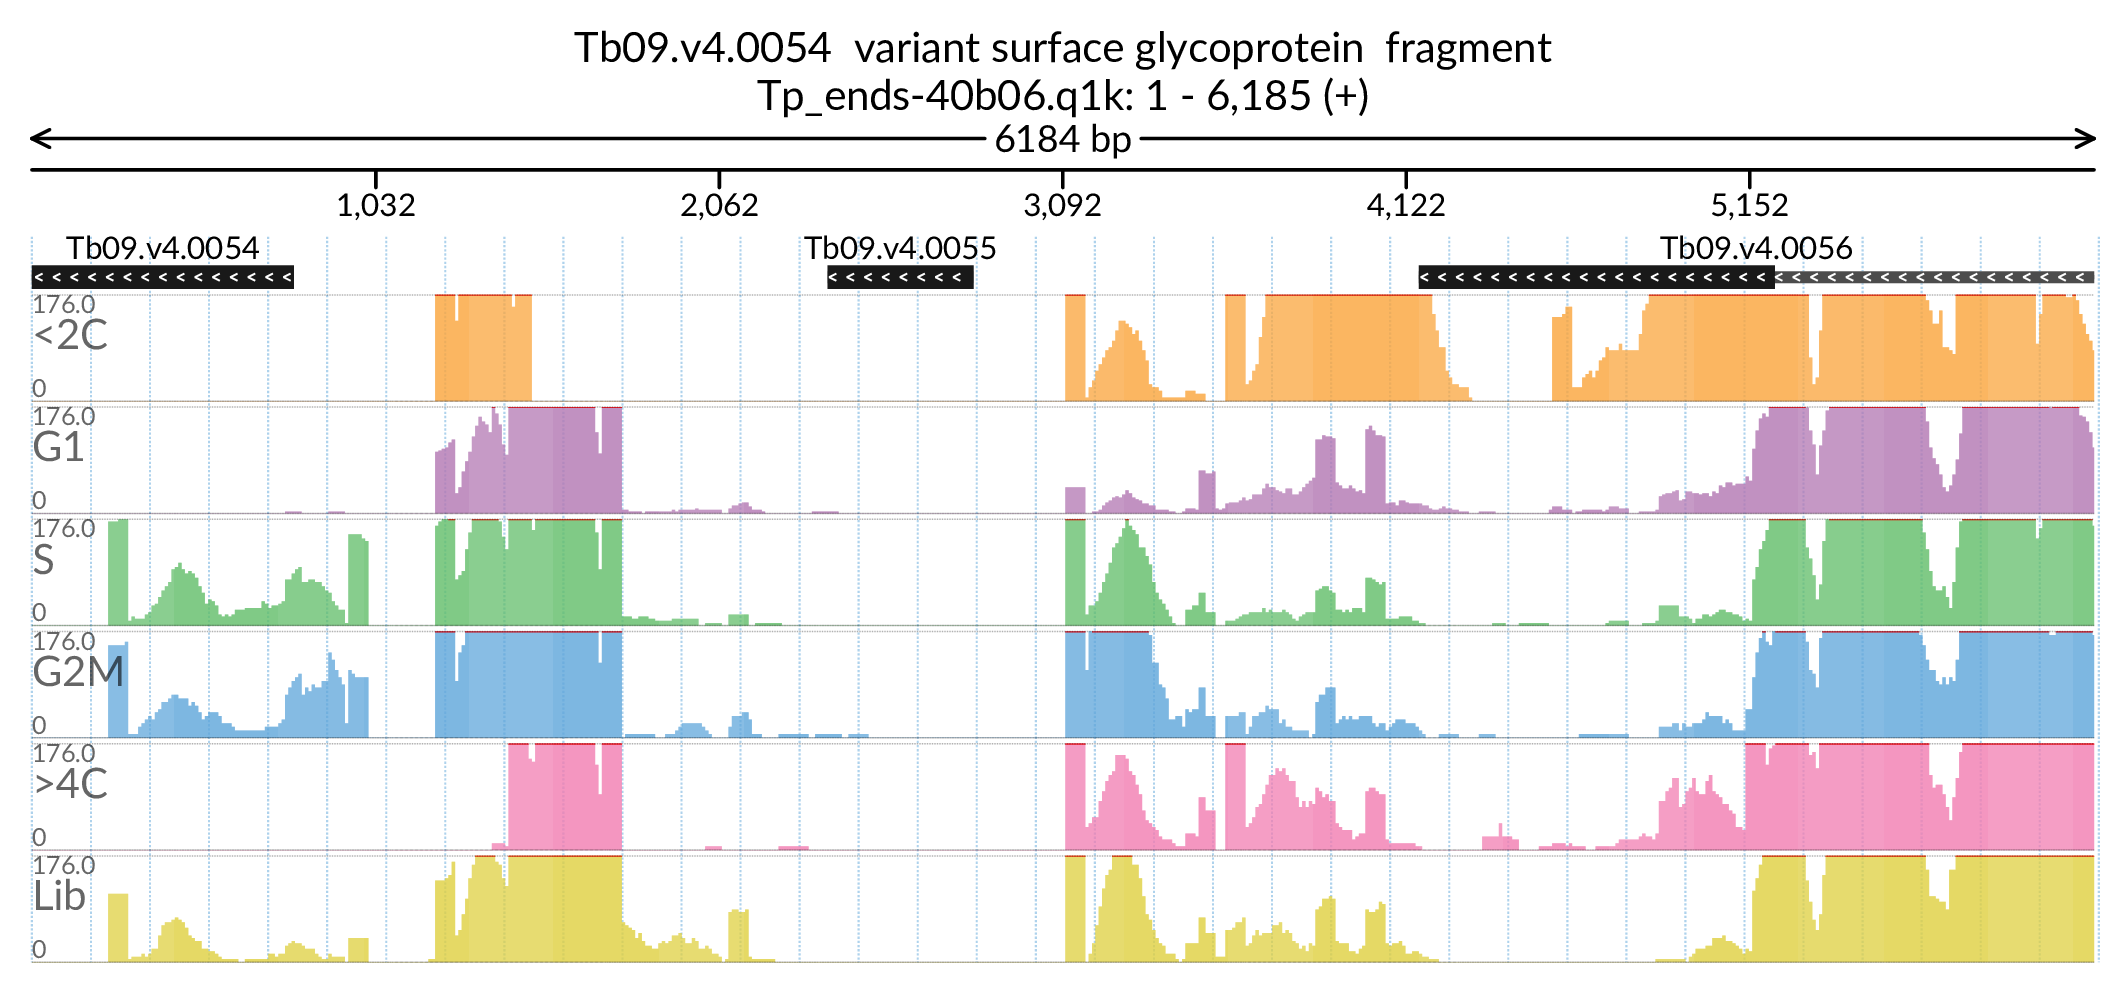 Tb09.v4.0054 variant surface glycoprotein fragment
Tp_ends-40b06.q1k: 1 - 6,185 (+)
6184 bp
1,032 2,062 3,092 4,122 5,152
Tb09.v4.0054 Tb09.v4.0055 Tb09.v4.0056
176.0
<2C
0
176.0
G1
0
176.0
S
0
176.0
G2M
0
176.0
>4C
0
176.0
Lib
0